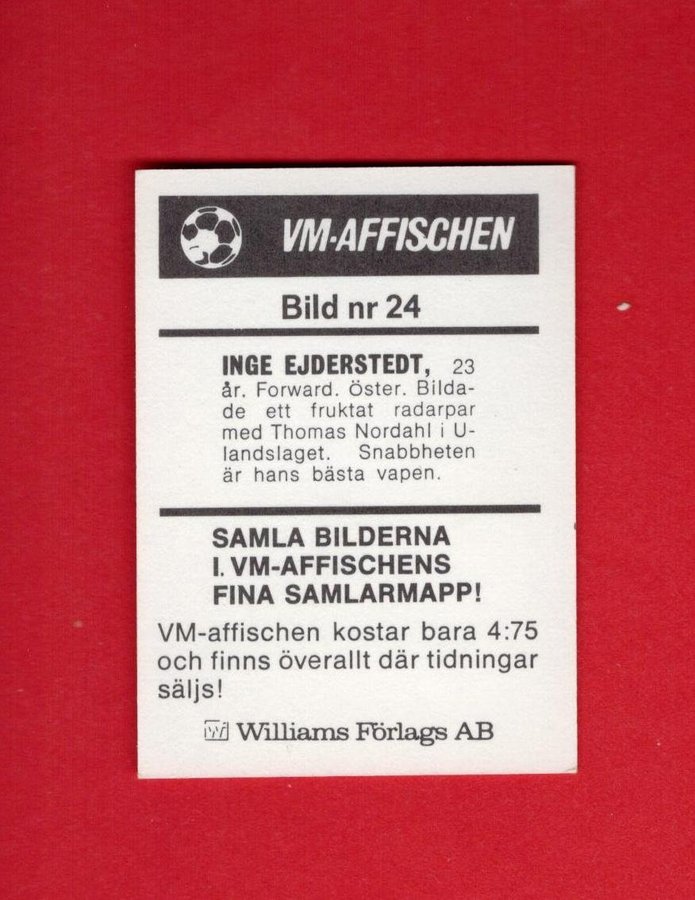 VM-AFFISCHEN
Bild nr 24
INGE EJDERSTEDT, 23
år. Forward. Öster. Bilda-
de ett fruktat radarpar
med Thomas Nordahl i U-
landslaget. Snabbheten
är hans bästa vapen.
SAMLA BILDERNA
I. VM-AFFISCHENS
FINA SAMLARMAPP!
VM-affischen kostar bara 4:75
och finns överallt där tidningar
säljs!
Wf Williams Förlags AB